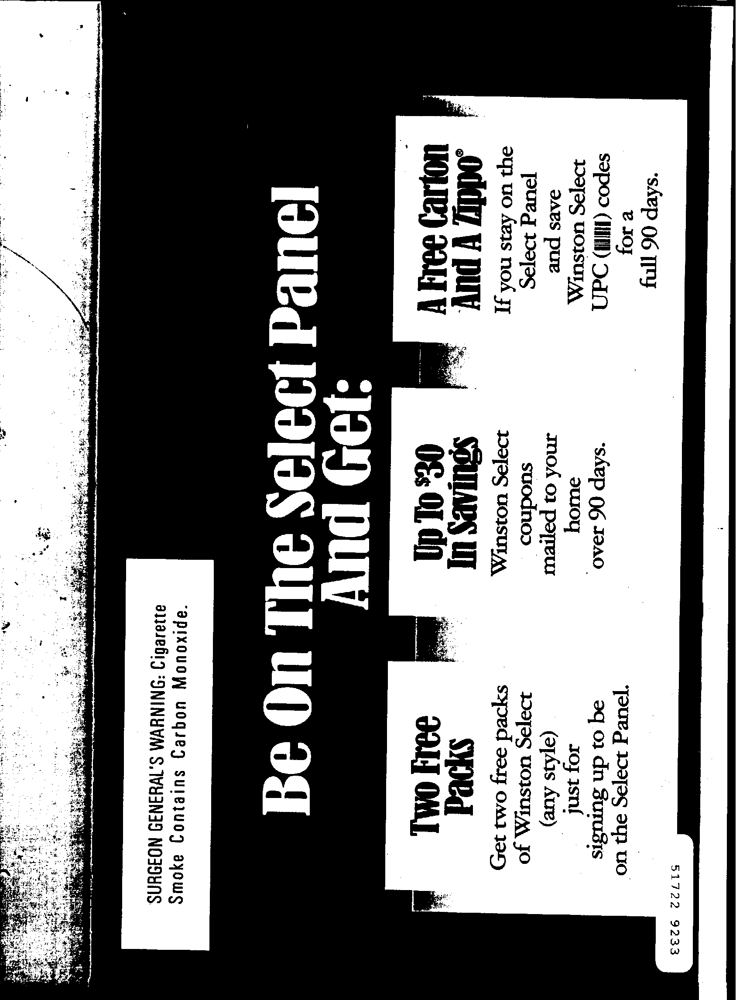 SURGEON GENERAL'S WARNING: Cigarette
Smoke Contains Carbon Monoxide.
Be On The Select Panel
And Get:
Two Free
Packs
Get two free packs
of Winston Select
(any style)
just for
signing up to be
on the Select Panel.
Up To $30
In Savings
Winston Select
coupons
mailed to your
home
over 90 days.
A Free Carton
And A Zippo®
If you stay on the
Select Panel
and save
Winston Select
UPC () codes
for a
full 90 days.
51722 9233